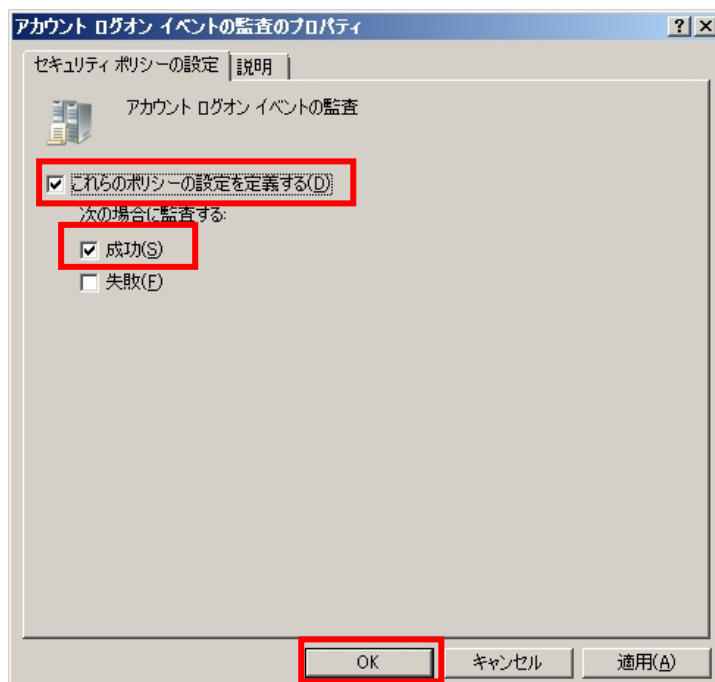 アカウント ログオン イベントの監査のプロパティ
セキュリティ ポリシーの設定 説明
アカウント ログオン イベントの監査
これらのポリシーの設定を定義する(D)
次の場合に監査する:
成功(S)
失敗(F)
OK キャンセル 適用(A)